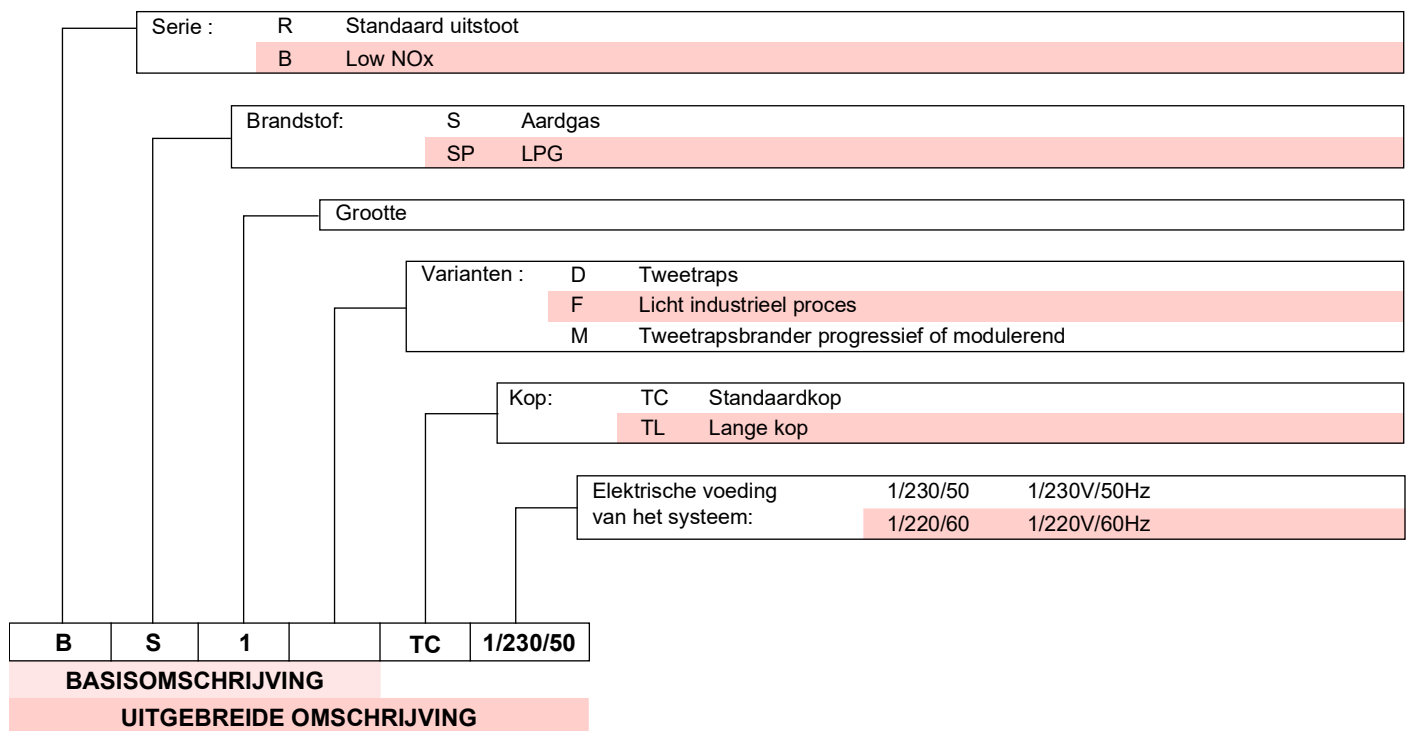 Serie : R Standaard uitstoot
B Low NOx
Brandstof: S Aardgas
SP LPG
Grootte
Varianten : D Tweetraps
F Licht industrieel proces
M Tweetrapsbrander progressief of modulerend
Kop: TC Standaardkop
TL Lange kop
Elektrische voeding 1/230/50 1/230V/50Hz
van het systeem: 1/220/60 1/220V/60Hz
B S 1 TC 1/230/50
BASISOMSCHRIJVING
UITGEBREIDE OMSCHRIJVING